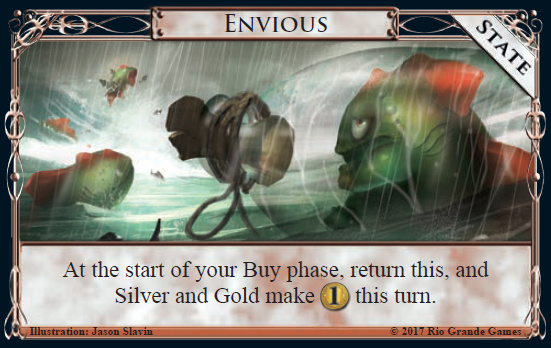 ENVIOUS
STATE
At the start of your Buy phase, return this, and
Silver and Gold make 1 this turn.
Illustration: Jason Slavin © 2017 Rio Grande Games